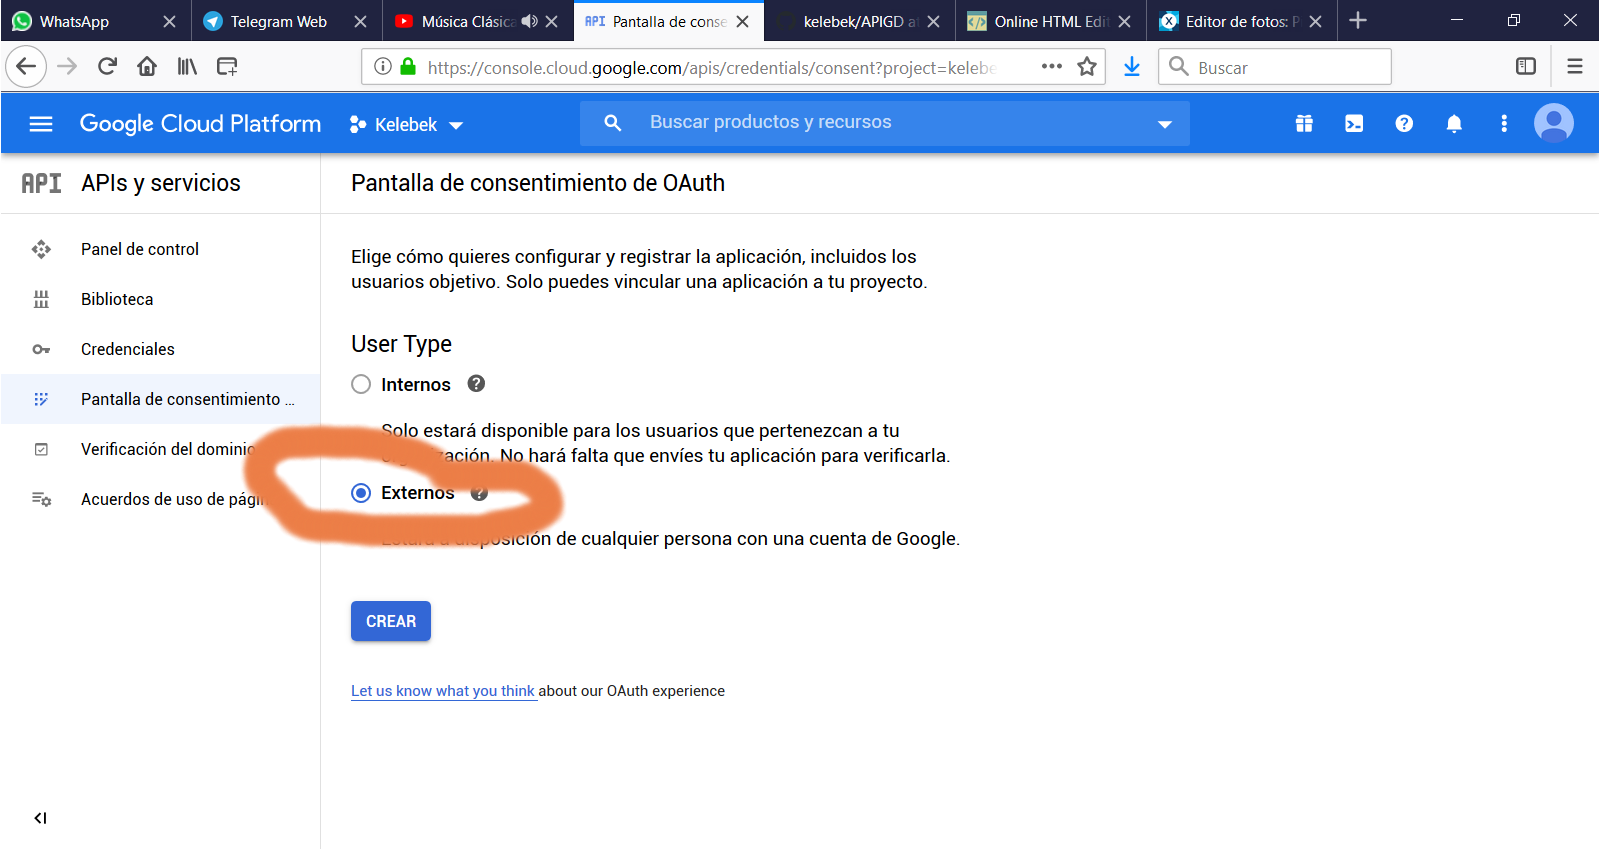 WhatsApp
Telegram Web
Música Clásica
API Pantalla de conse
kelebek/APIGD at
Online HTML Edit
Editor de fotos: P
https://console.cloud.google.com/apis/credentials/consent?project=kelebe
Buscar
Google Cloud Platform
Kelebek
Buscar productos y recursos
API APIs y servicios
Pantalla de consentimiento de OAuth
Panel de control
Biblioteca
Credenciales
Pantalla de consentimiento ...
Verificación del dominio
Acuerdos de uso de págin
Elige cómo quieres configurar y registrar la aplicación, incluidos los
usuarios objetivo. Solo puedes vincular una aplicación a tu proyecto.
User Type
Internos
Solo estará disponible para los usuarios que pertenezcan a tu
organización. No hará falta que envíes tu aplicación para verificarla.
Externos
Estará a disposición de cualquier persona con una cuenta de Google.
CREAR
Let us know what you think about our OAuth experience